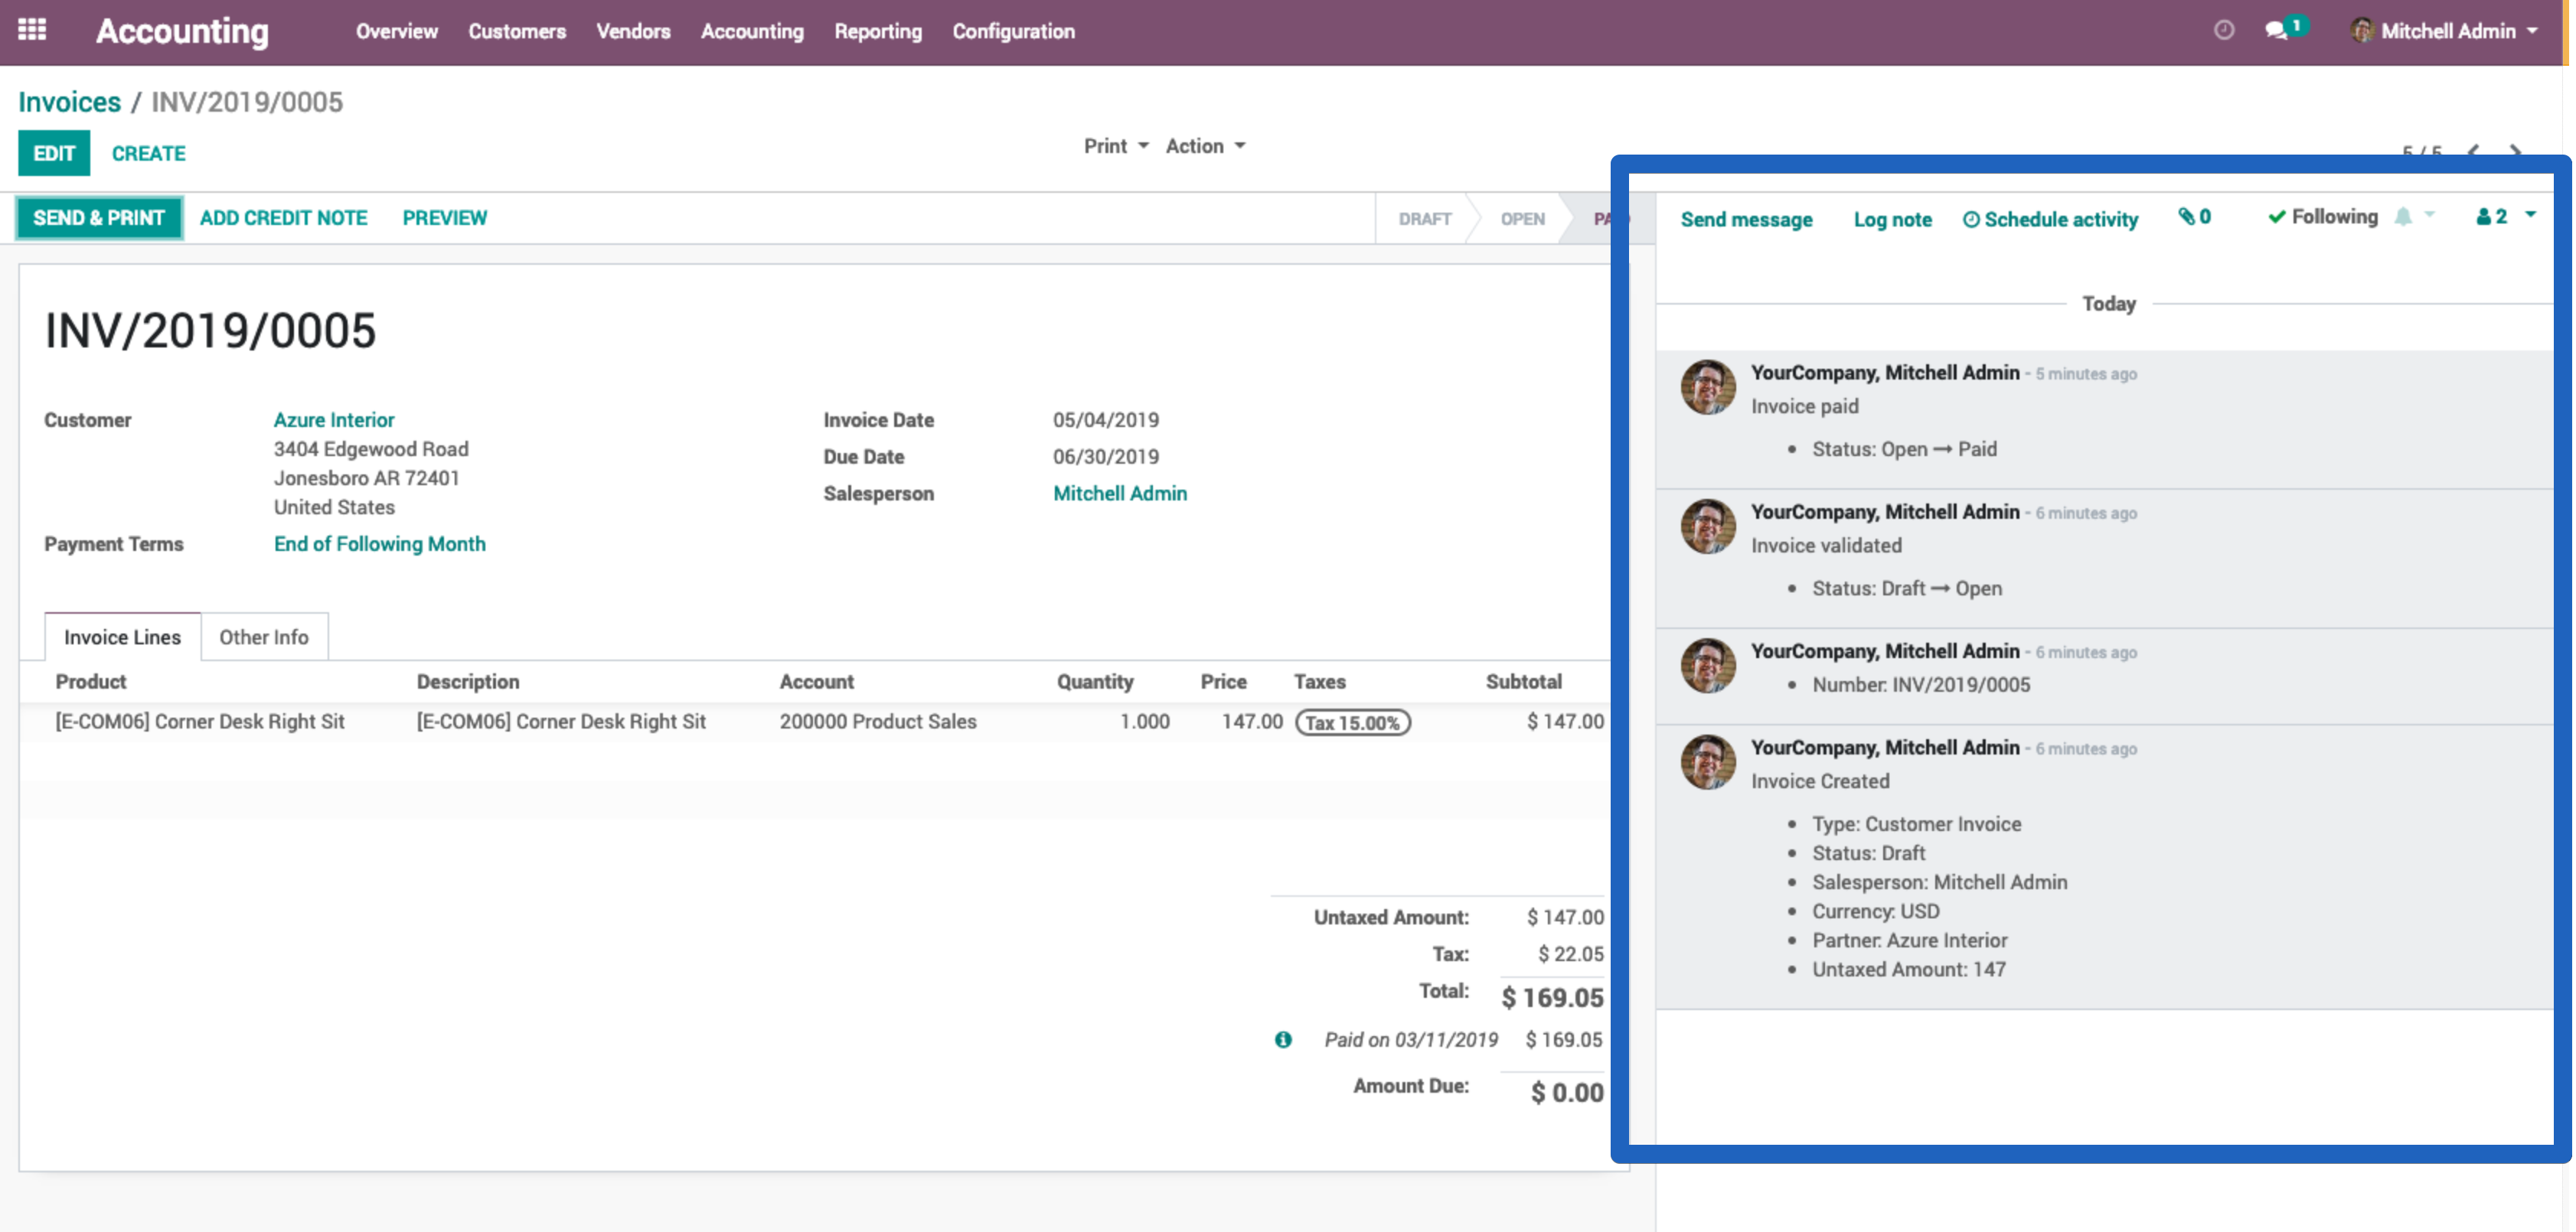 Accounting Overview Customers Vendors Accounting Reporting Configuration 1 Mitchell Admin
Invoices / INV/2019/0005
EDIT CREATE Print Action
SEND & PRINT ADD CREDIT NOTE PREVIEW DRAFT OPEN
INV/2019/0005
Customer Azure Interior
3404 Edgewood Road
Jonesboro AR 72401
United States
Payment Terms End of Following Month
Invoice Date 05/04/2019
Due Date 06/30/2019
Salesperson Mitchell Admin
Invoice Lines Other Info
Product Description Account Quantity Price Taxes Subtotal
[E-COM06] Corner Desk Right Sit [E-COM06] Corner Desk Right Sit 200000 Product Sales 1.000 147.00 Tax 15.00% $ 147.00
Untaxed Amount: $ 147.00
Tax: $ 22.05
Total: $ 169.05
Paid on 03/11/2019 $ 169.05
Amount Due: $ 0.00
Send message Log note Schedule activity 0 Following 2
Today
YourCompany, Mitchell Admin - 5 minutes ago
Invoice paid
• Status: Open → Paid
YourCompany, Mitchell Admin - 6 minutes ago
Invoice validated
• Status: Draft → Open
YourCompany, Mitchell Admin - 6 minutes ago
• Number: INV/2019/0005
YourCompany, Mitchell Admin - 6 minutes ago
Invoice Created
• Type: Customer Invoice
• Status: Draft
• Salesperson: Mitchell Admin
• Currency: USD
• Partner: Azure Interior
• Untaxed Amount: 147